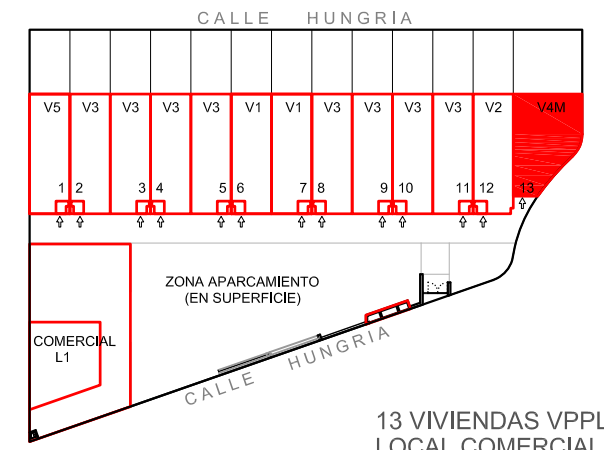 CALLE HUNGRÍA
V5 V3 V3 V3 V3 V1 V1 V3 V3 V3 V3 V2 V4M
1 2 3 4 5 6 7 8 9 10 11 12 13
ZONA APARCAMIENTO
(EN SUPERFICIE)
COMERCIAL
L1
CALLE HUNGRIA
13 VIVIENDAS VPPL
LOCAL COMERCIAL